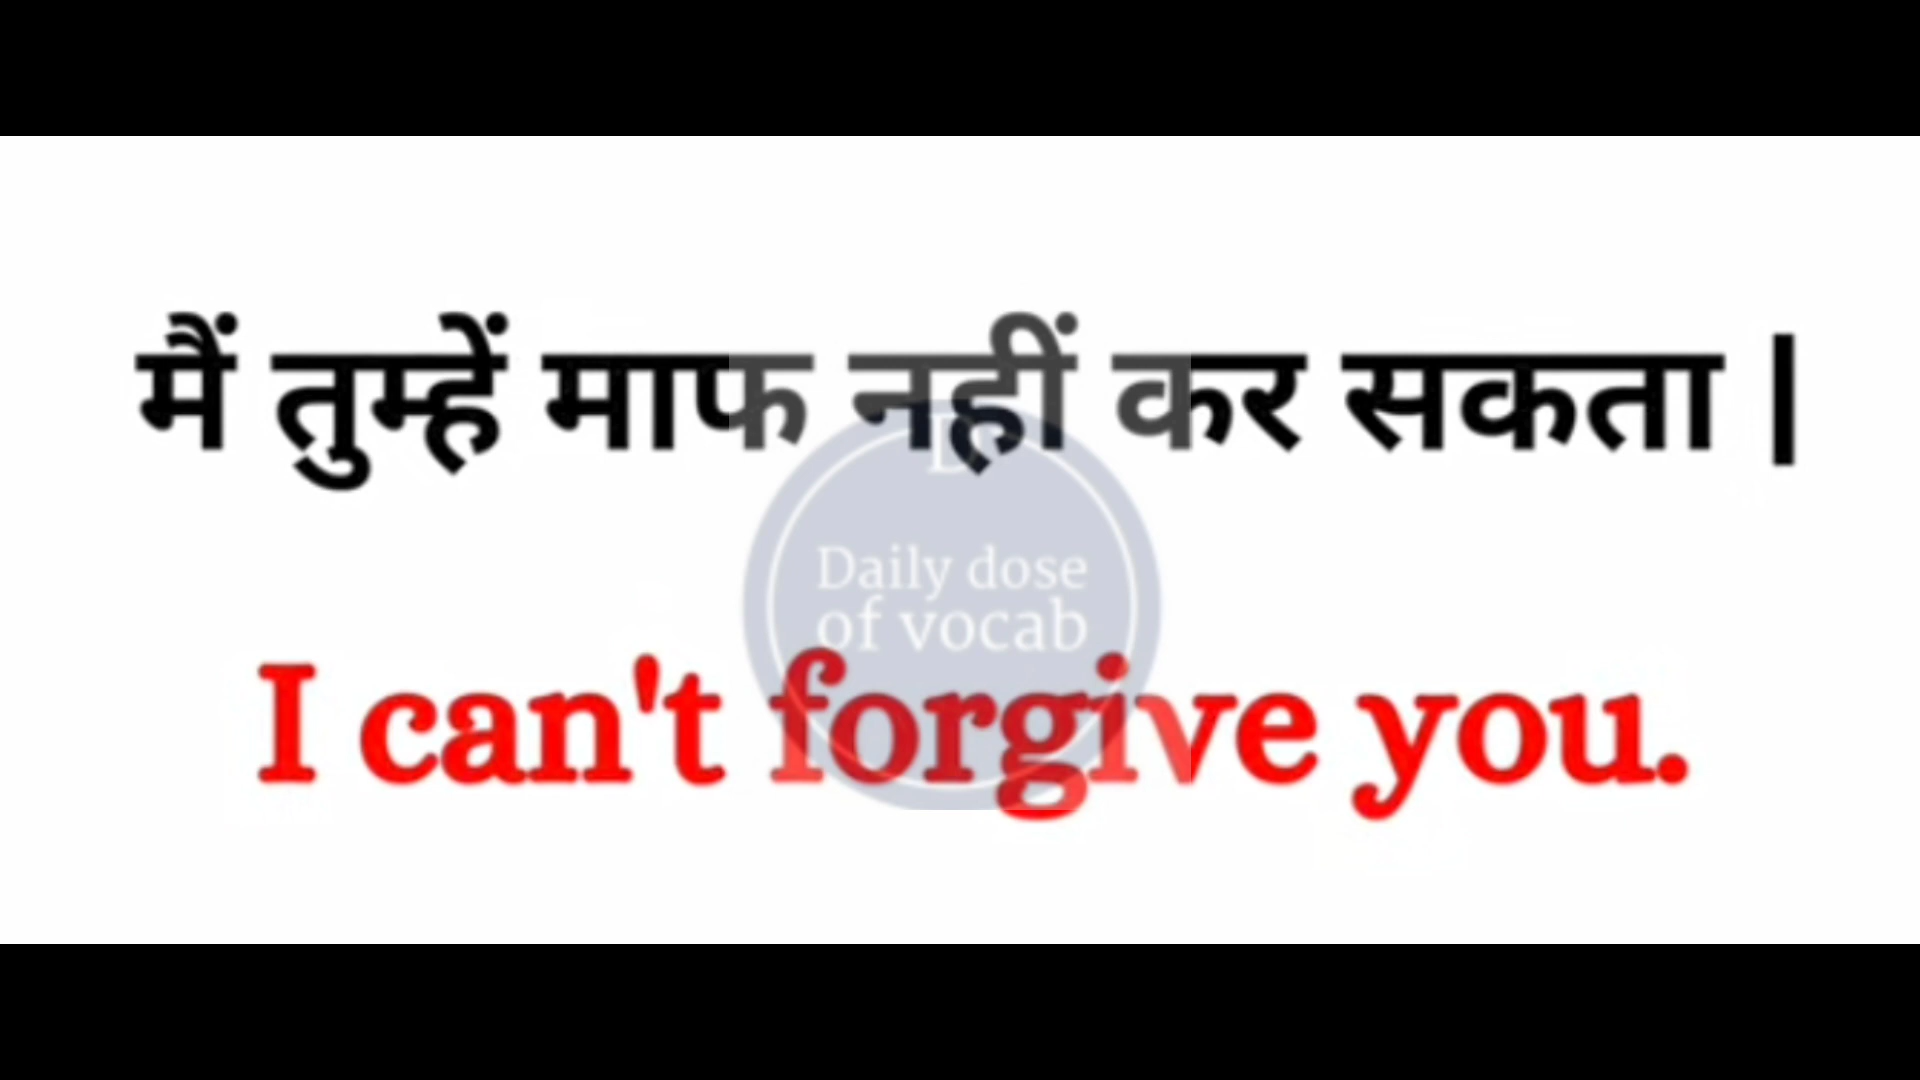 मैं तुम्हें माफ नहीं कर सकता |
D
Daily dose
of vocab
I can't forgive you.